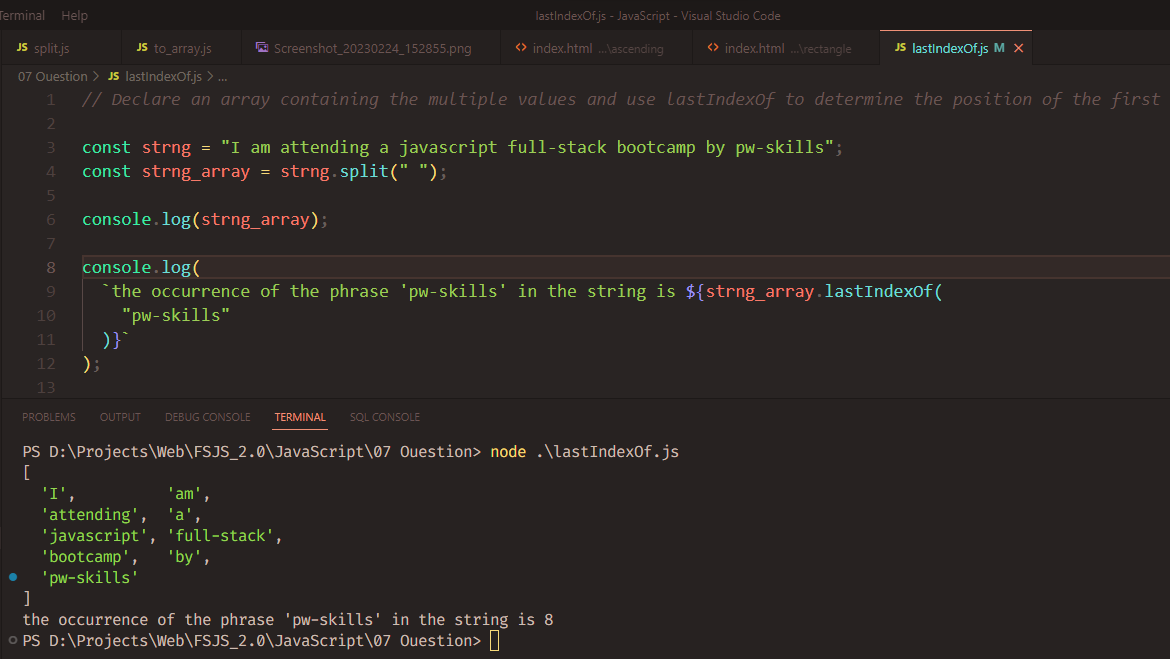 Terminal Help lastIndexOf.js - JavaScript - Visual Studio Code
JS split.js JS to_array.js Screenshot_20230224_152855.png <> index.html ...\ascending <> index.html ...\rectangle JS lastIndexOf.js M ×
07 Ouestion > JS lastIndexOf.js > ...
1 // Declare an array containing the multiple values and use lastIndexOf to determine the position of the first
2
3 const strng = "I am attending a javascript full-stack bootcamp by pw-skills";
4 const strng_array = strng.split(" ");
5
6 console.log(strng_array);
7
8 console.log(
9 `the occurrence of the phrase 'pw-skills' in the string is ${strng_array.lastIndexOf(
10 "pw-skills"
11 )}`
12 );
13
PROBLEMS OUTPUT DEBUG CONSOLE TERMINAL SQL CONSOLE
PS D:\Projects\Web\FSJS_2.0\JavaScript\07 Ouestion> node .\lastIndexOf.js
[
'I', 'am',
'attending', 'a',
'javascript', 'full-stack',
'bootcamp', 'by',
'pw-skills'
]
the occurrence of the phrase 'pw-skills' in the string is 8
PS D:\Projects\Web\FSJS_2.0\JavaScript\07 Ouestion>